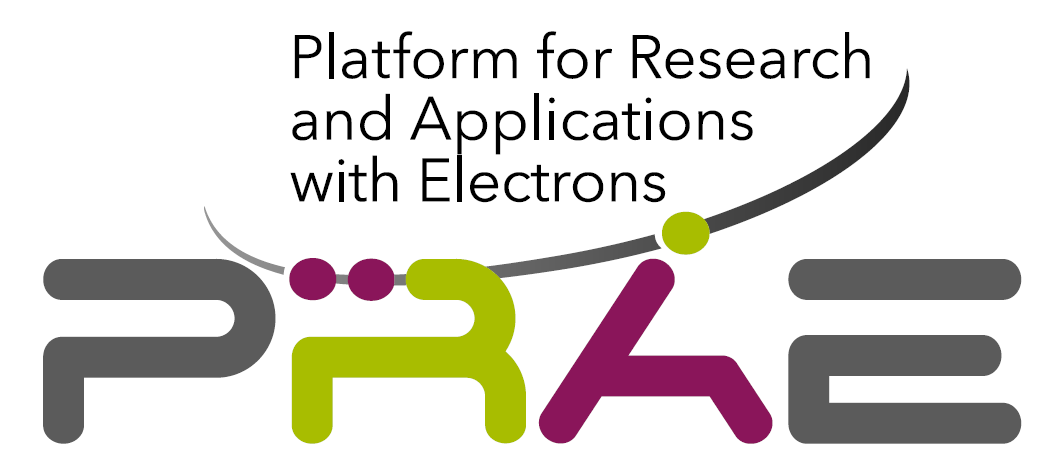 Platform for Research
and Applications
with Electrons
PRAE